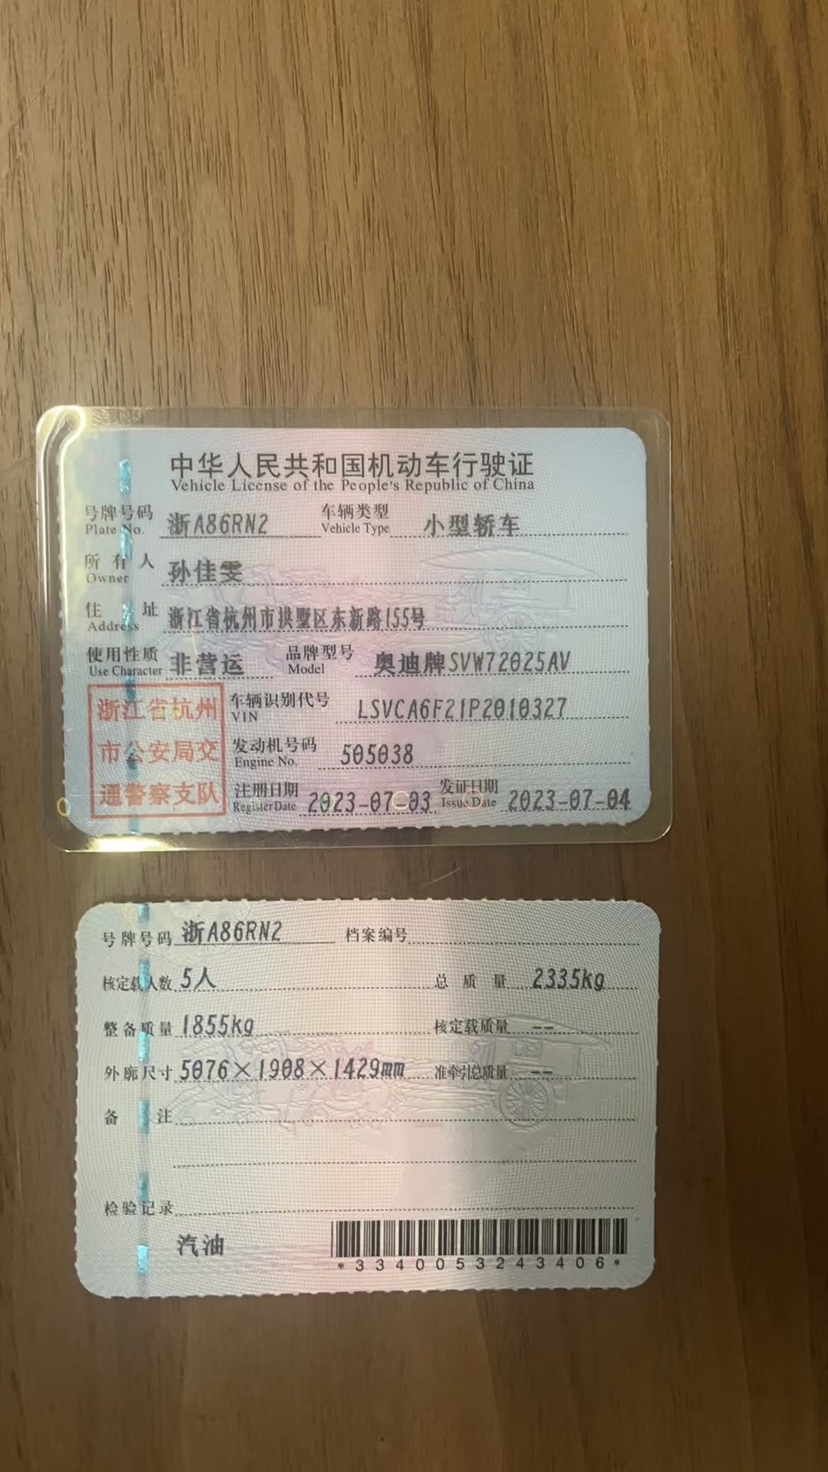 中华人民共和国机动车行驶证
Vehicle License of the People's Republic of China
号牌号码 Plate No. 浙A86RN2 车辆类型 Vehicle Type 小型轿车
所有人 Owner 孙佳雯
住址 Address 浙江省杭州市拱墅区东新路155号
使用性质 Use Character 非营运 品牌型号 Model 奥迪牌SVW72025AV
浙江省杭州
市公安局交
通警察支队
车辆识别代号 VIN LSVCA6F21P2010327
发动机号码 Engine No. 505038
注册日期 Register Date 2023-07-03 发证日期 Issue Date 2023-07-04
号牌号码 浙A86RN2 档案编号
核定载人数 5人 总质量 2335kg
整备质量 1855kg 核定载质量 --
外廓尺寸 5076×1908×1429mm 准牵引总质量 --
备注
检验记录
汽油
*3340053243406*